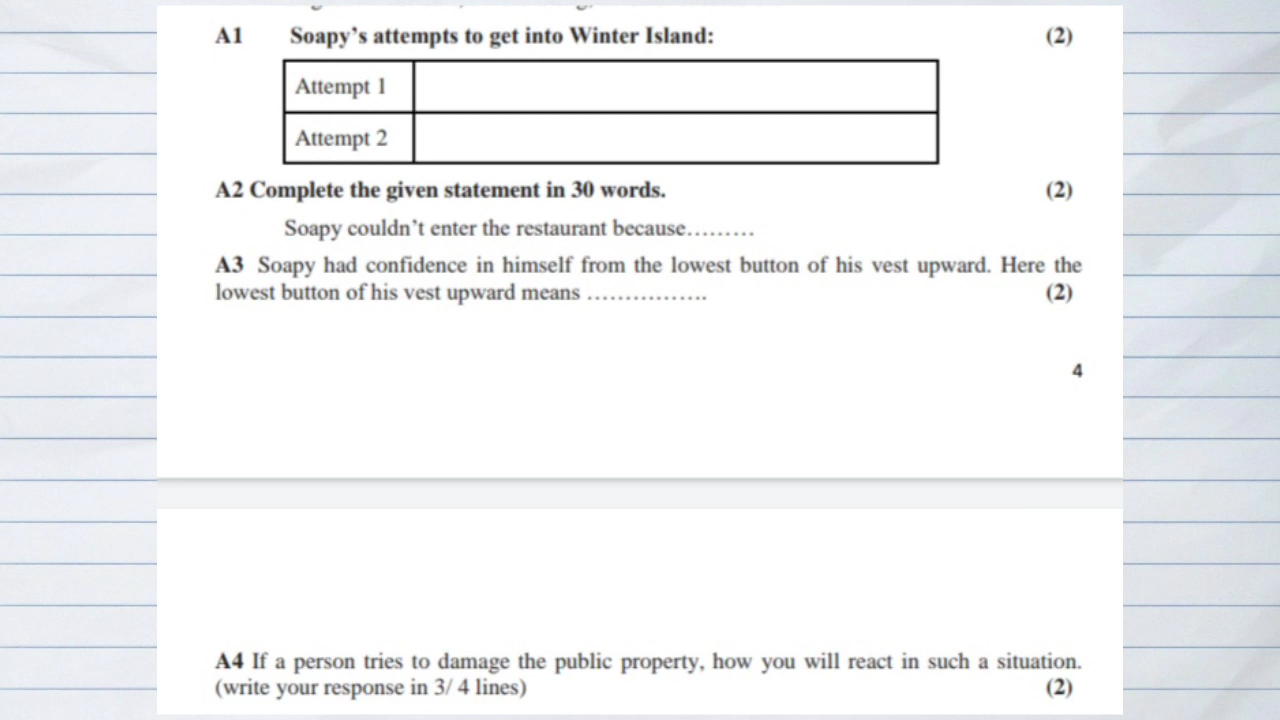 A1 Soapy's attempts to get into Winter Island: (2)
Attempt 1
Attempt 2
A2 Complete the given statement in 30 words. (2)
Soapy couldn't enter the restaurant because.........
A3 Soapy had confidence in himself from the lowest button of his vest upward. Here the
lowest button of his vest upward means ................ (2)
4
A4 If a person tries to damage the public property, how you will react in such a situation.
(write your response in 3/ 4 lines) (2)